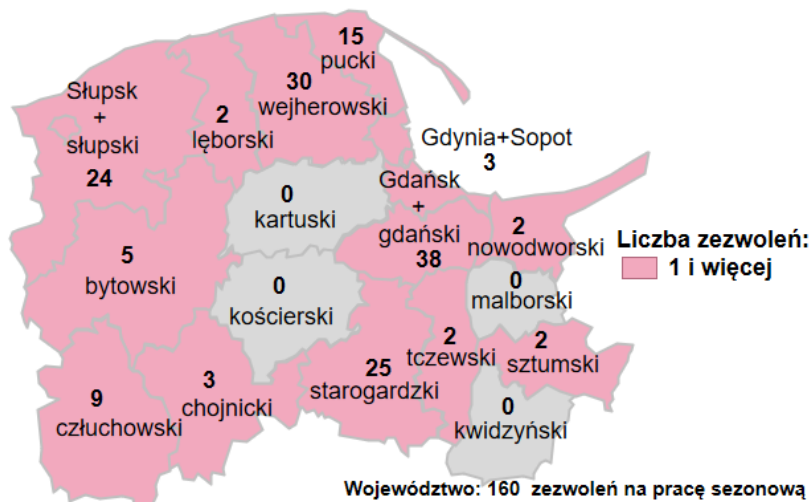 15
pucki
30
wejherowski
Słupsk
+
słupski
24
2
lęborski
Gdynia+Sopot
3
0
kartuski
Gdańsk
+
gdański
38
2
nowodworski
Liczba zezwoleń:
1 i więcej
5
bytowski
0
kościerski
0
malborski
2
tczewski
2
sztumski
9
człuchowski
3
chojnicki
25
starogardzki
0
kwidzyński
Województwo: 160 zezwoleń na pracę sezonową